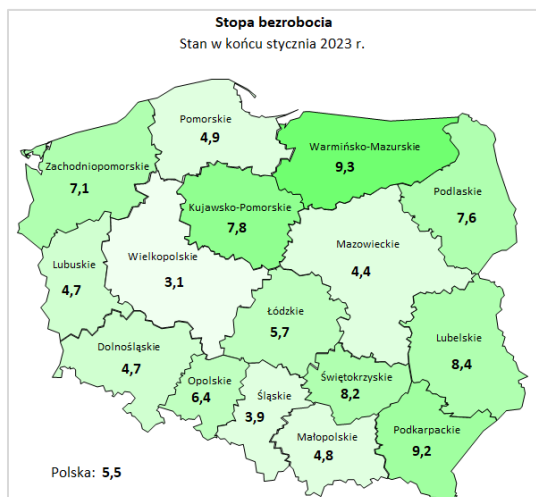 Stopa bezrobocia
Stan w końcu stycznia 2023 r.
Pomorskie
4,9
Warmińsko-Mazurskie
9,3
Zachodniopomorskie
7,1
Podlaskie
7,6
Kujawsko-Pomorskie
7,8
Mazowieckie
4,4
Wielkopolskie
3,1
Lubuskie
4,7
Łódzkie
5,7
Lubelskie
8,4
Dolnośląskie
4,7
Opolskie
6,4
Śląskie
3,9
Świętokrzyskie
8,2
Małopolskie
4,8
Podkarpackie
9,2
Polska: 5,5